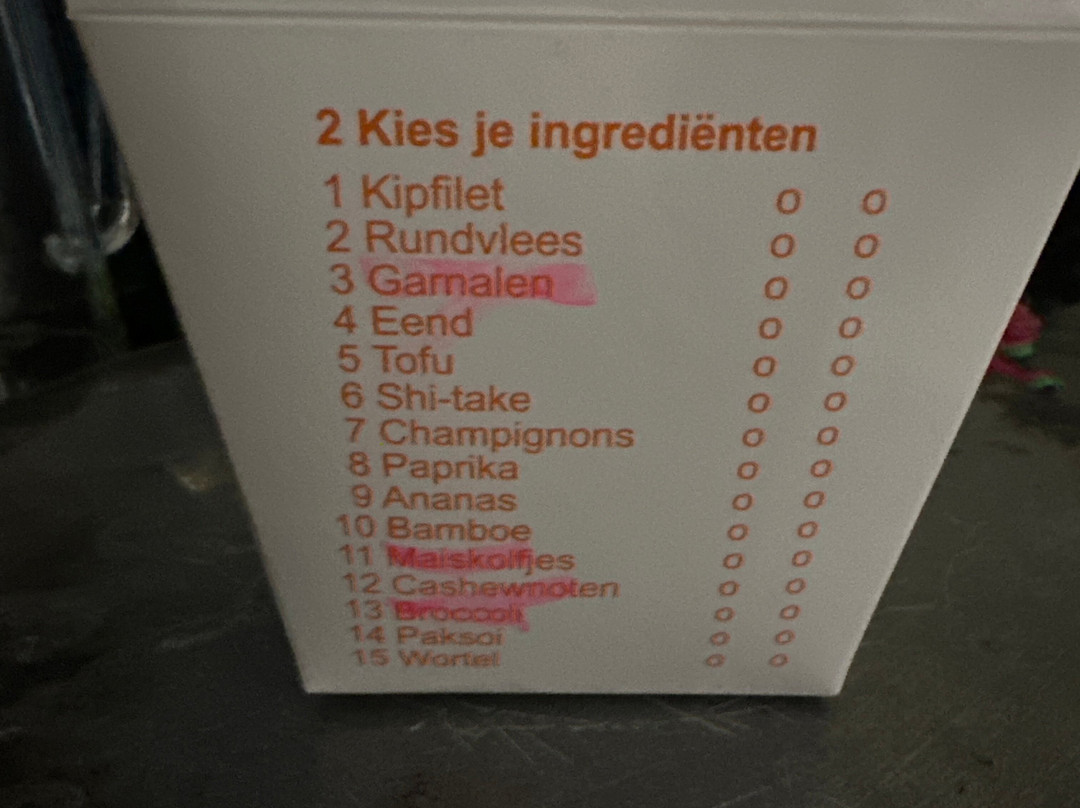 2 Kies je ingrediënten
1 Kipfilet o o
2 Rundvlees o o
3 Garnalen o o
4 Eend o o
5 Tofu o o
6 Shi-take o o
7 Champignons o o
8 Paprika o o
9 Ananas o o
10 Bamboe o o
11 Maiskolfjes o o
12 Cashewnoten o o
13 Broccoli o o
14 Paksoi o o
15 Wortel o o